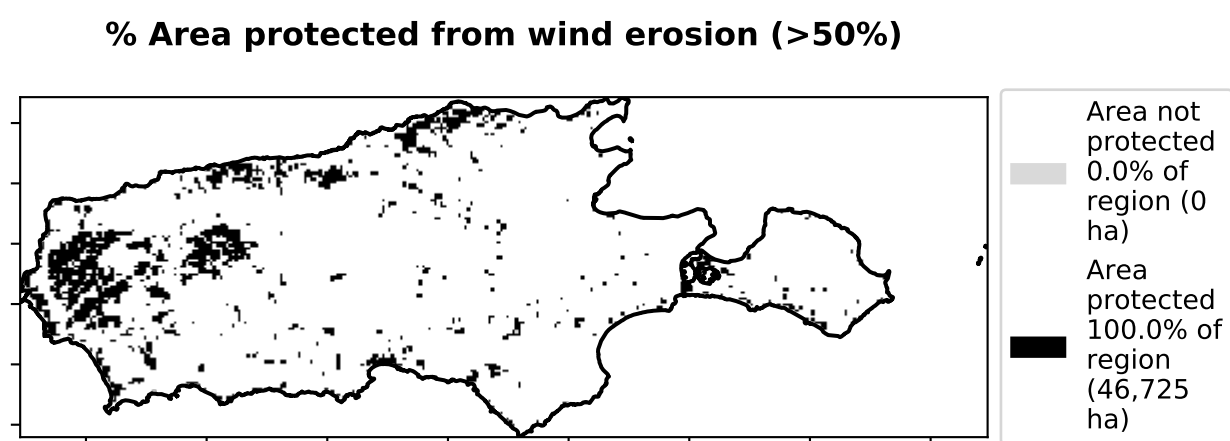 % Area protected from wind erosion (>50%)
Area not
protected
0.0% of
region (0
ha)
Area
protected
100.0% of
region
(46,725
ha)